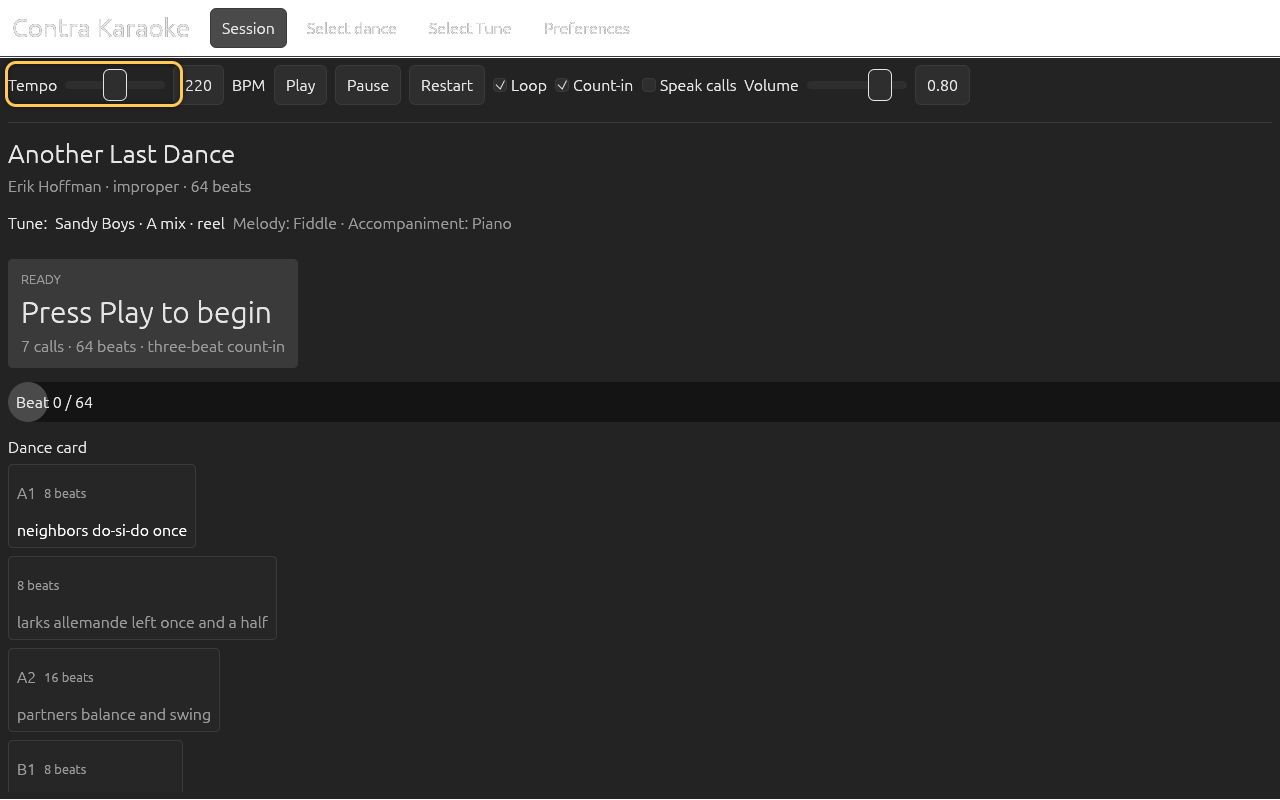 Contra Karaoke Session Select dance Select Tune Preferences
Tempo 220 BPM Play Pause Restart Loop Count-in Speak calls Volume 0.80
Another Last Dance
Erik Hoffman · improper · 64 beats
Tune: Sandy Boys · A mix · reel Melody: Fiddle · Accompaniment: Piano
READY
Press Play to begin
7 calls · 64 beats · three-beat count-in
Beat 0 / 64
Dance card
A1 8 beats
neighbors do-si-do once
8 beats
larks allemande left once and a half
A2 16 beats
partners balance and swing
B1 8 beats